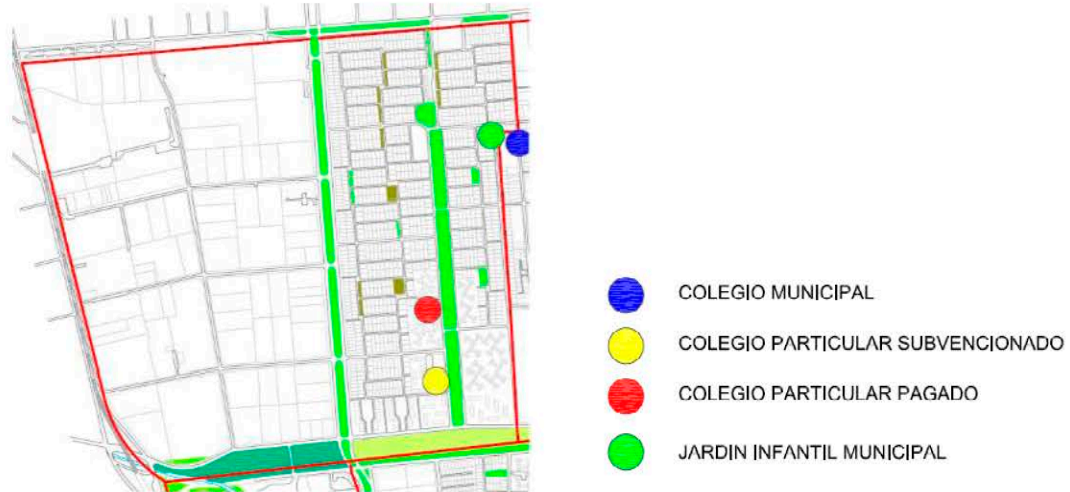 COLEGIO MUNICIPAL
COLEGIO PARTICULAR SUBVENCIONADO
COLEGIO PARTICULAR PAGADO
JARDIN INFANTIL MUNICIPAL